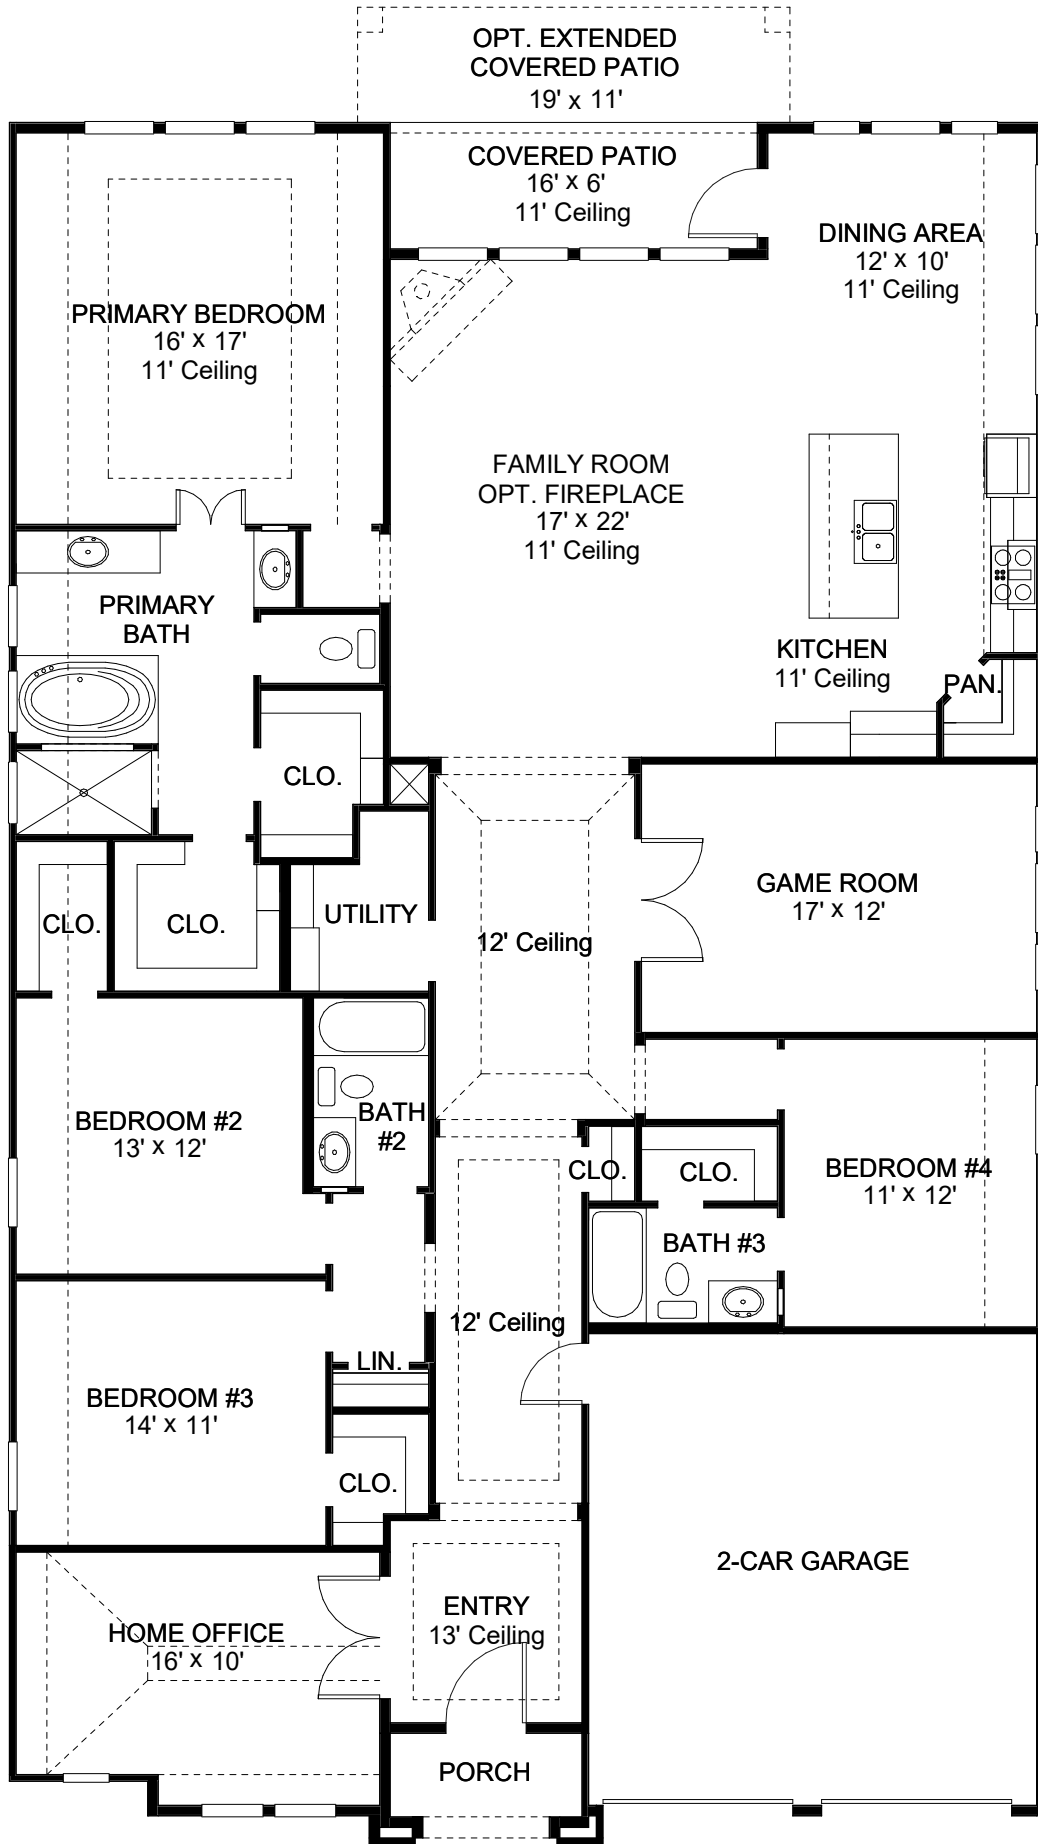 OPT. EXTENDED
COVERED PATIO
19' x 11'
COVERED PATIO
16' x 6'
11' Ceiling
DINING AREA
12' x 10'
11' Ceiling
PRIMARY BEDROOM
16' x 17'
11' Ceiling
FAMILY ROOM
OPT. FIREPLACE
17' x 22'
11' Ceiling
PRIMARY
BATH
KITCHEN
11' Ceiling
PAN.
CLO.
GAME ROOM
17' x 12'
CLO.
CLO.
UTILITY
12' Ceiling
BEDROOM #2
13' x 12'
BATH
#2
CLO.
CLO.
BEDROOM #4
11' x 12'
BATH #3
12' Ceiling
LIN.
BEDROOM #3
14' x 11'
CLO.
2-CAR GARAGE
ENTRY
13' Ceiling
HOME OFFICE
16' x 10'
PORCH